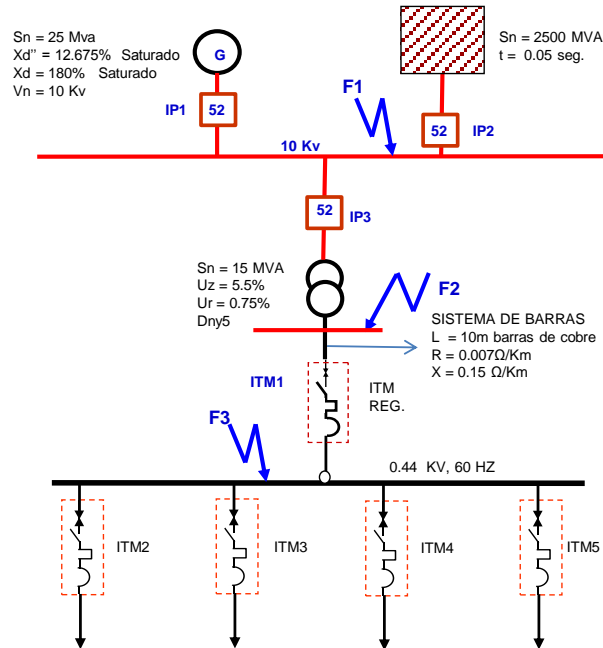 Sn = 25 Mva
Xd'' = 12.675% Saturado
Xd = 180% Saturado
Vn = 10 Kv
G
IP1
52
Sn = 2500 MVA
t = 0.05 seg.
F1
52
IP2
10 Kv
52
IP3
Sn = 15 MVA
Uz = 5.5%
Ur = 0.75%
Dny5
F2
SISTEMA DE BARRAS
L = 10m barras de cobre
R = 0.007Ω/Km
X = 0.15 Ω/Km
ITM1
ITM
REG.
F3
0.44 KV, 60 HZ
ITM2
ITM3
ITM4
ITM5